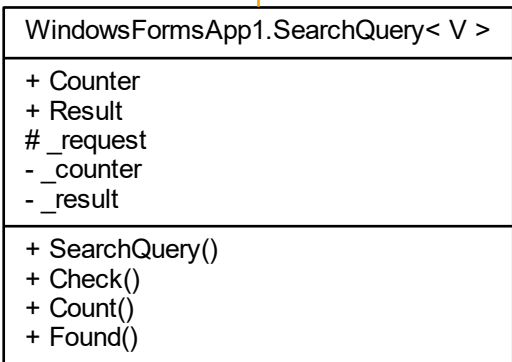 WindowsFormsApp1.SearchQuery< V >
+ Counter
+ Result
# _request
- _counter
- _result
+ SearchQuery()
+ Check()
+ Count()
+ Found()